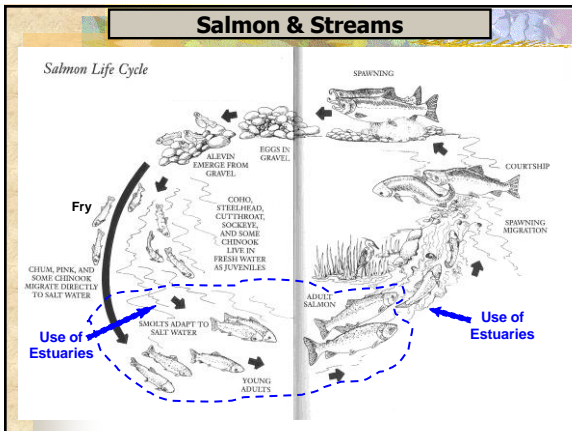 Salmon & Streams
Salmon Life Cycle
SPAWNING
EGGS IN
GRAVEL
ALEVIN
EMERGE FROM
GRAVEL
COURTSHIP
Fry
COHO,
STEELHEAD,
CUTTHROAT,
SOCKEYE,
AND SOME
CHINOOK
LIVE IN
FRESH WATER
AS JUVENILES
SPAWNING
MIGRATION
CHUM, PINK, AND
SOME CHINOOK
MIGRATE DIRECTLY
TO SALT WATER
ADULT
SALMON
Use of
Estuaries
SMOLTS ADAPT TO
SALT WATER
Use of
Estuaries
YOUNG
ADULTS